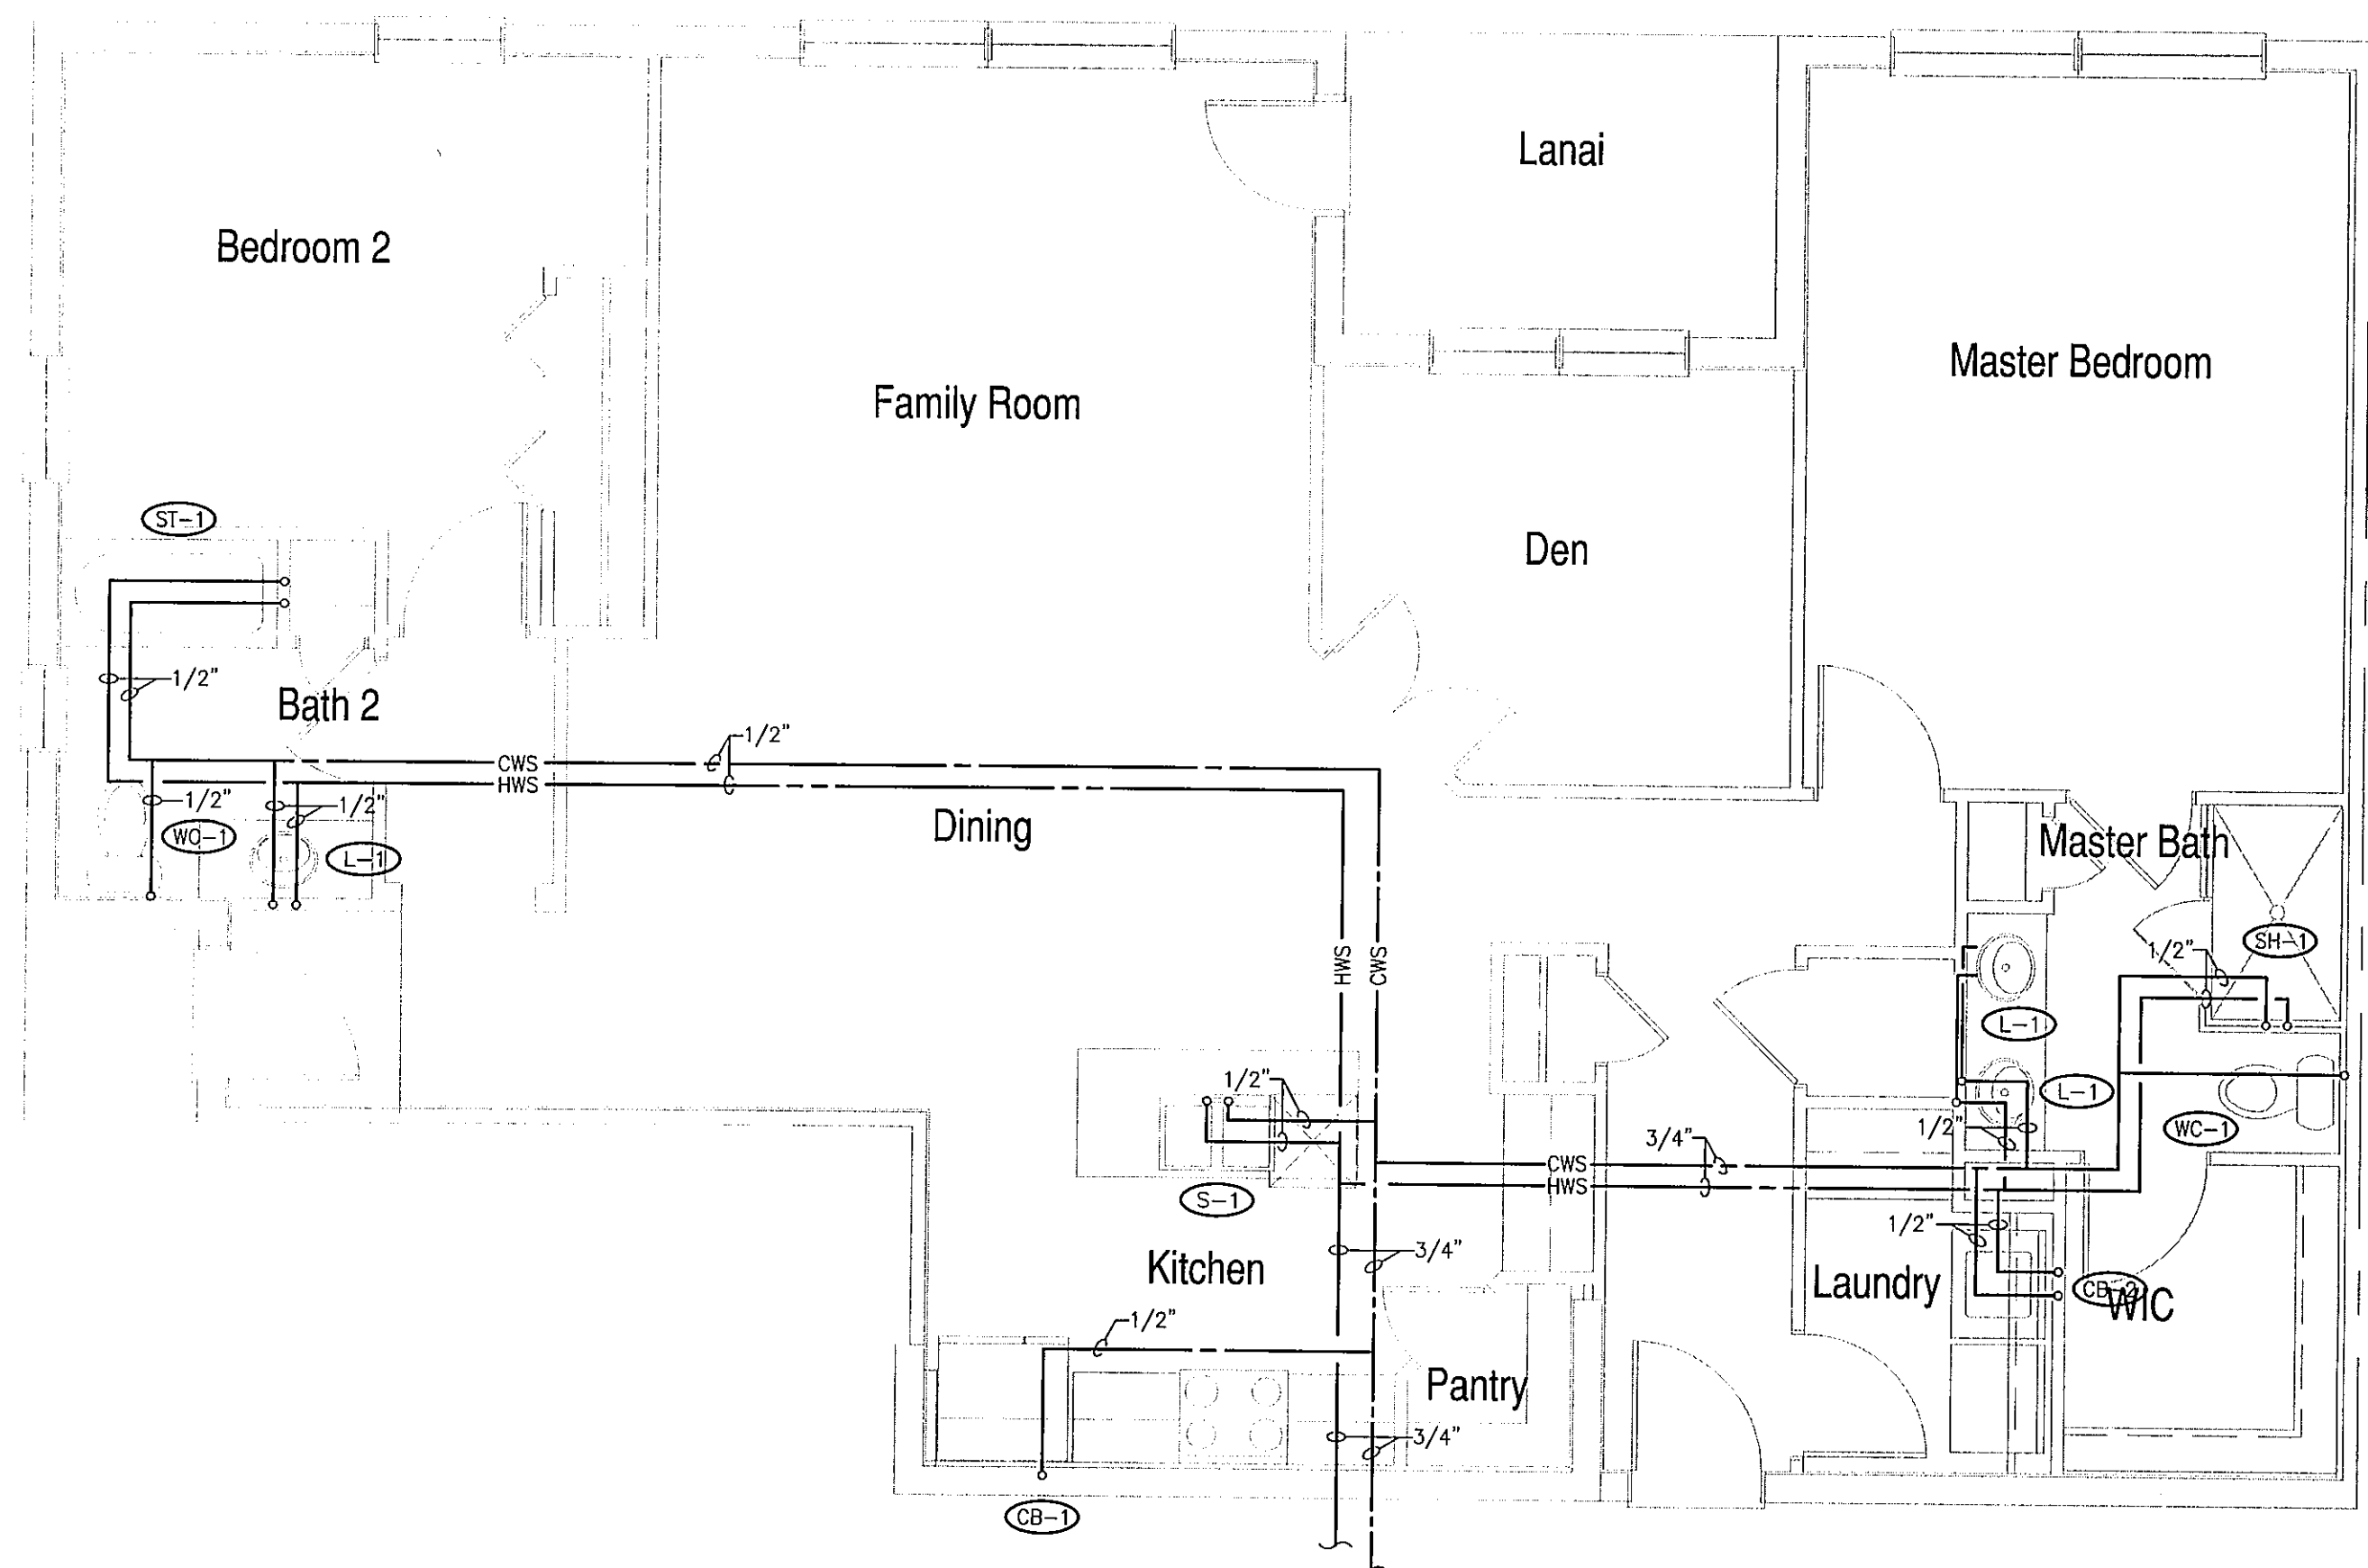 Lanai
Bedroom 2
Master Bedroom
Family Room
ST-1
Den
1/2"
Bath 2
1/2"
CWS
HWS
1/2"
1/2"
WC-1
L-1
Dining
Master Bath
HWS
CWS
1/2"
SH-1
L-1
1/2"
L-1
1/2"
WC-1
3/4"
CWS
HWS
S-1
1/2"
3/4"
Kitchen
Laundry
CB-2
WIC
1/2"
Pantry
3/4"
CB-1